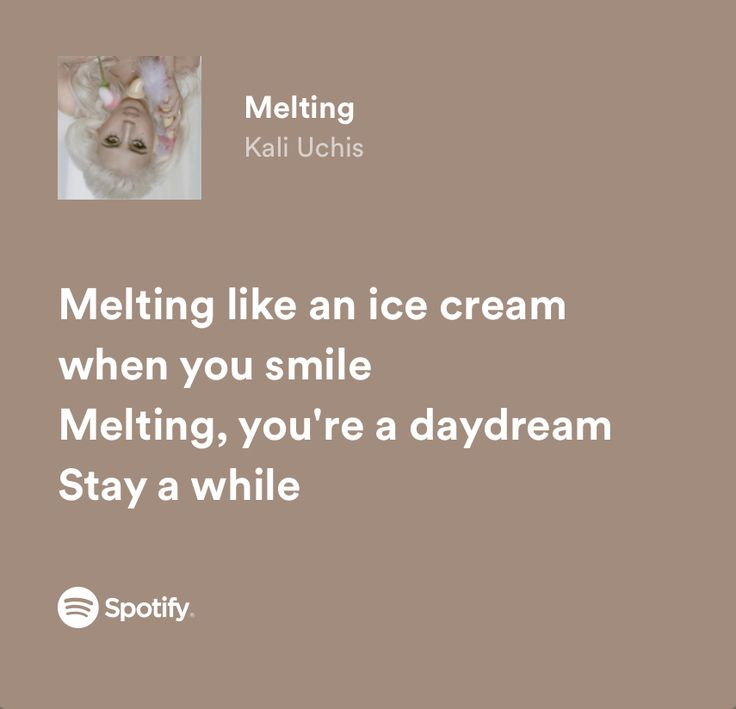 Melting
Kali Uchis
Melting like an ice cream
when you smile
Melting, you're a daydream
Stay a while
Spotify®